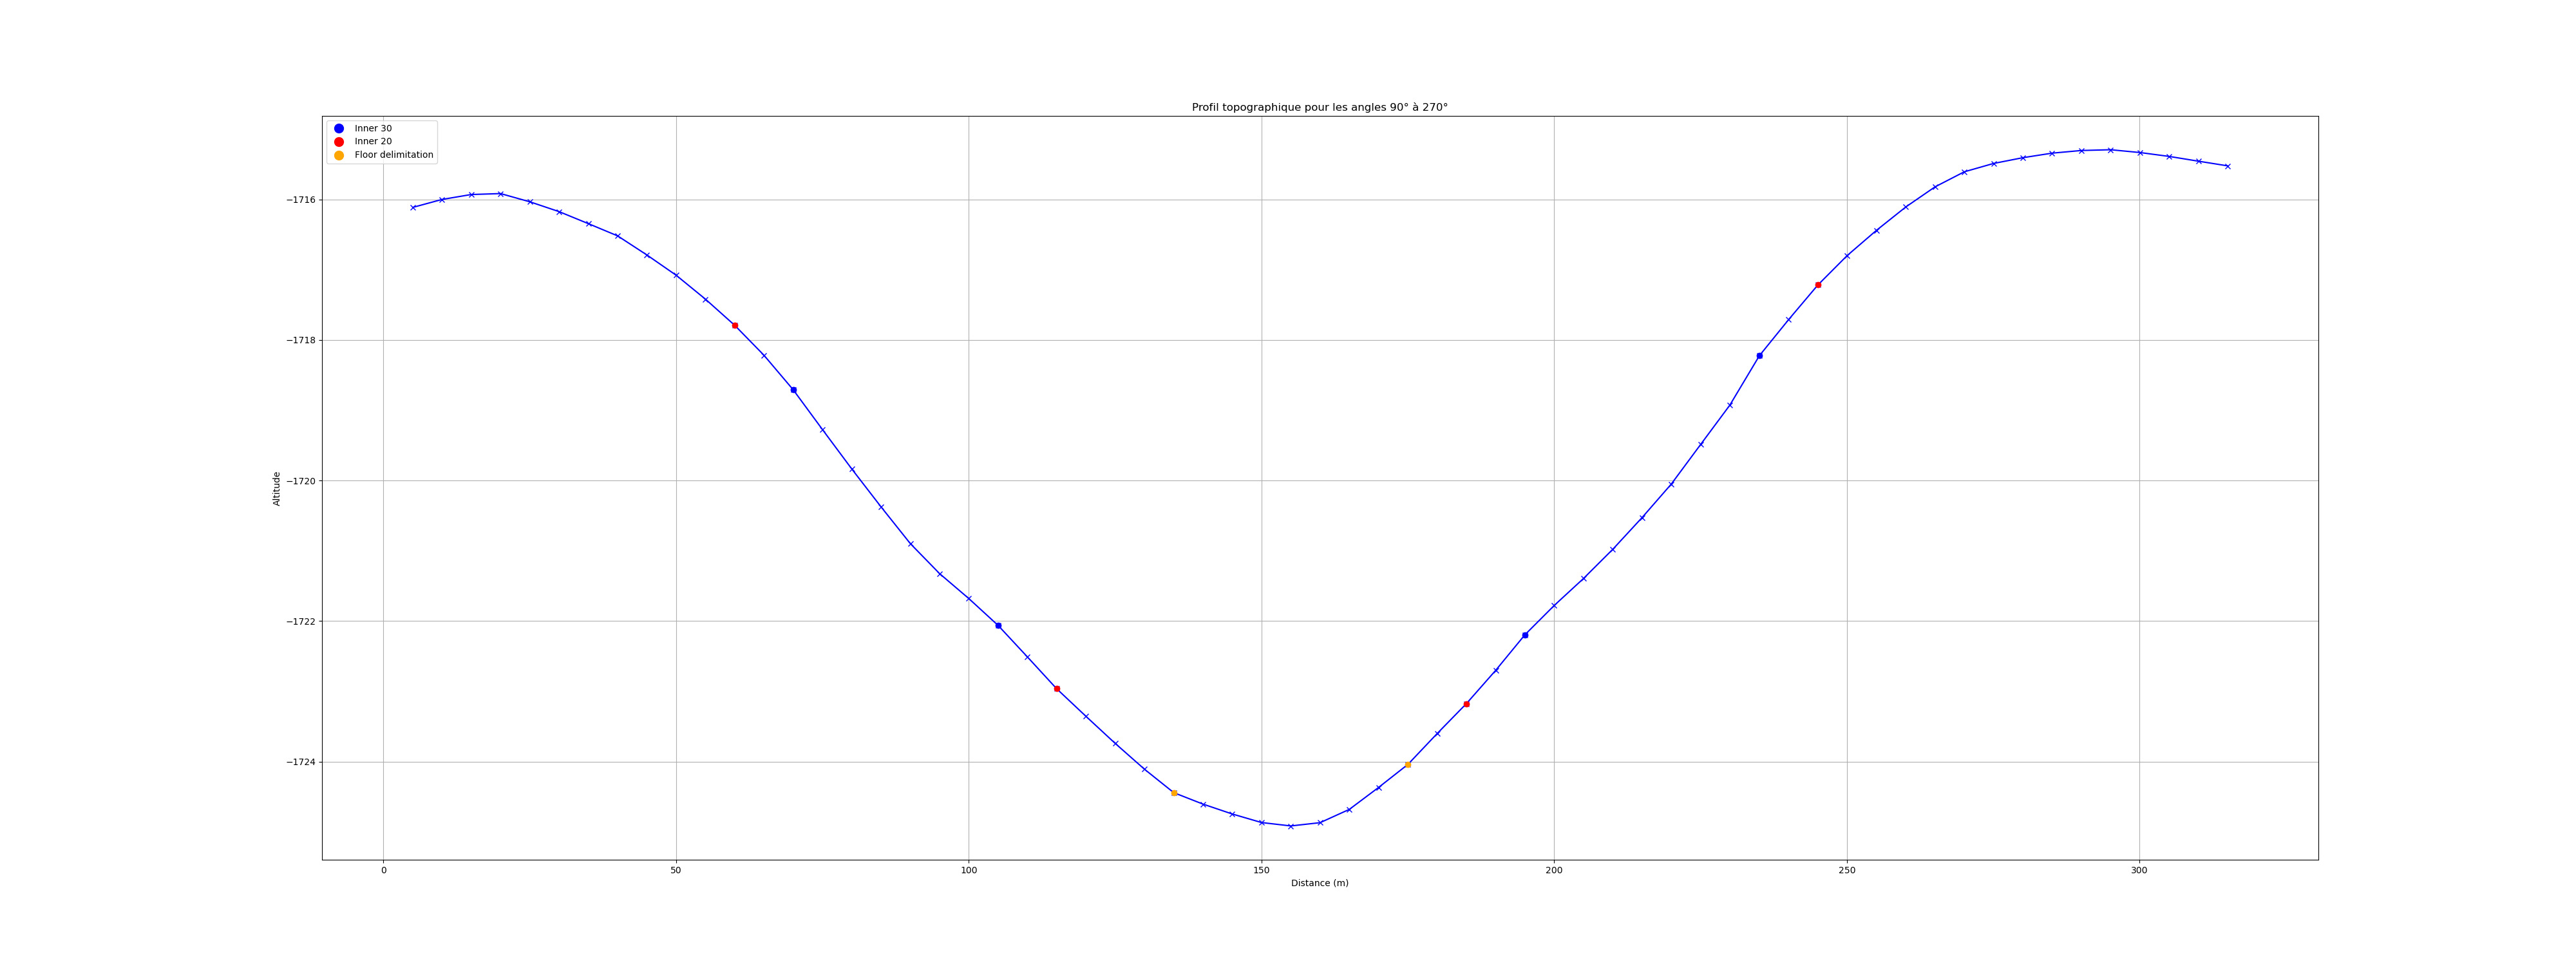 Profil topographique pour les angles 90° à 270°
Inner 30
Inner 20
Floor delimitation
Altitude
−1716
−1718
−1720
−1722
−1724
0 50 100 150 200 250 300
Distance (m)